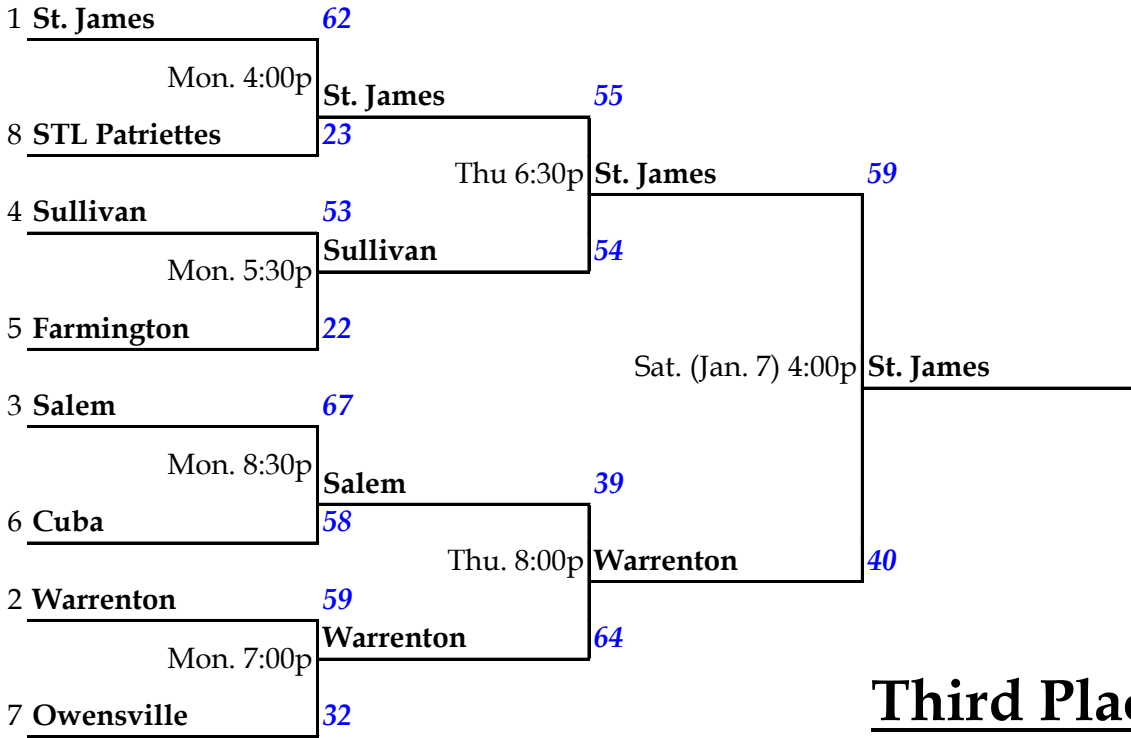 1 St. James 62
Mon. 4:00p
St. James 55
8 STL Patriettes 23
Thu 6:30p St. James 59
4 Sullivan 53
Sullivan 54
Mon. 5:30p
5 Farmington 22
Sat. (Jan. 7) 4:00p St. James
3 Salem 67
Mon. 8:30p
Salem 39
6 Cuba 58
Thu. 8:00p Warrenton 40
2 Warrenton 59
Warrenton 64
Mon. 7:00p
7 Owensville 32
Third